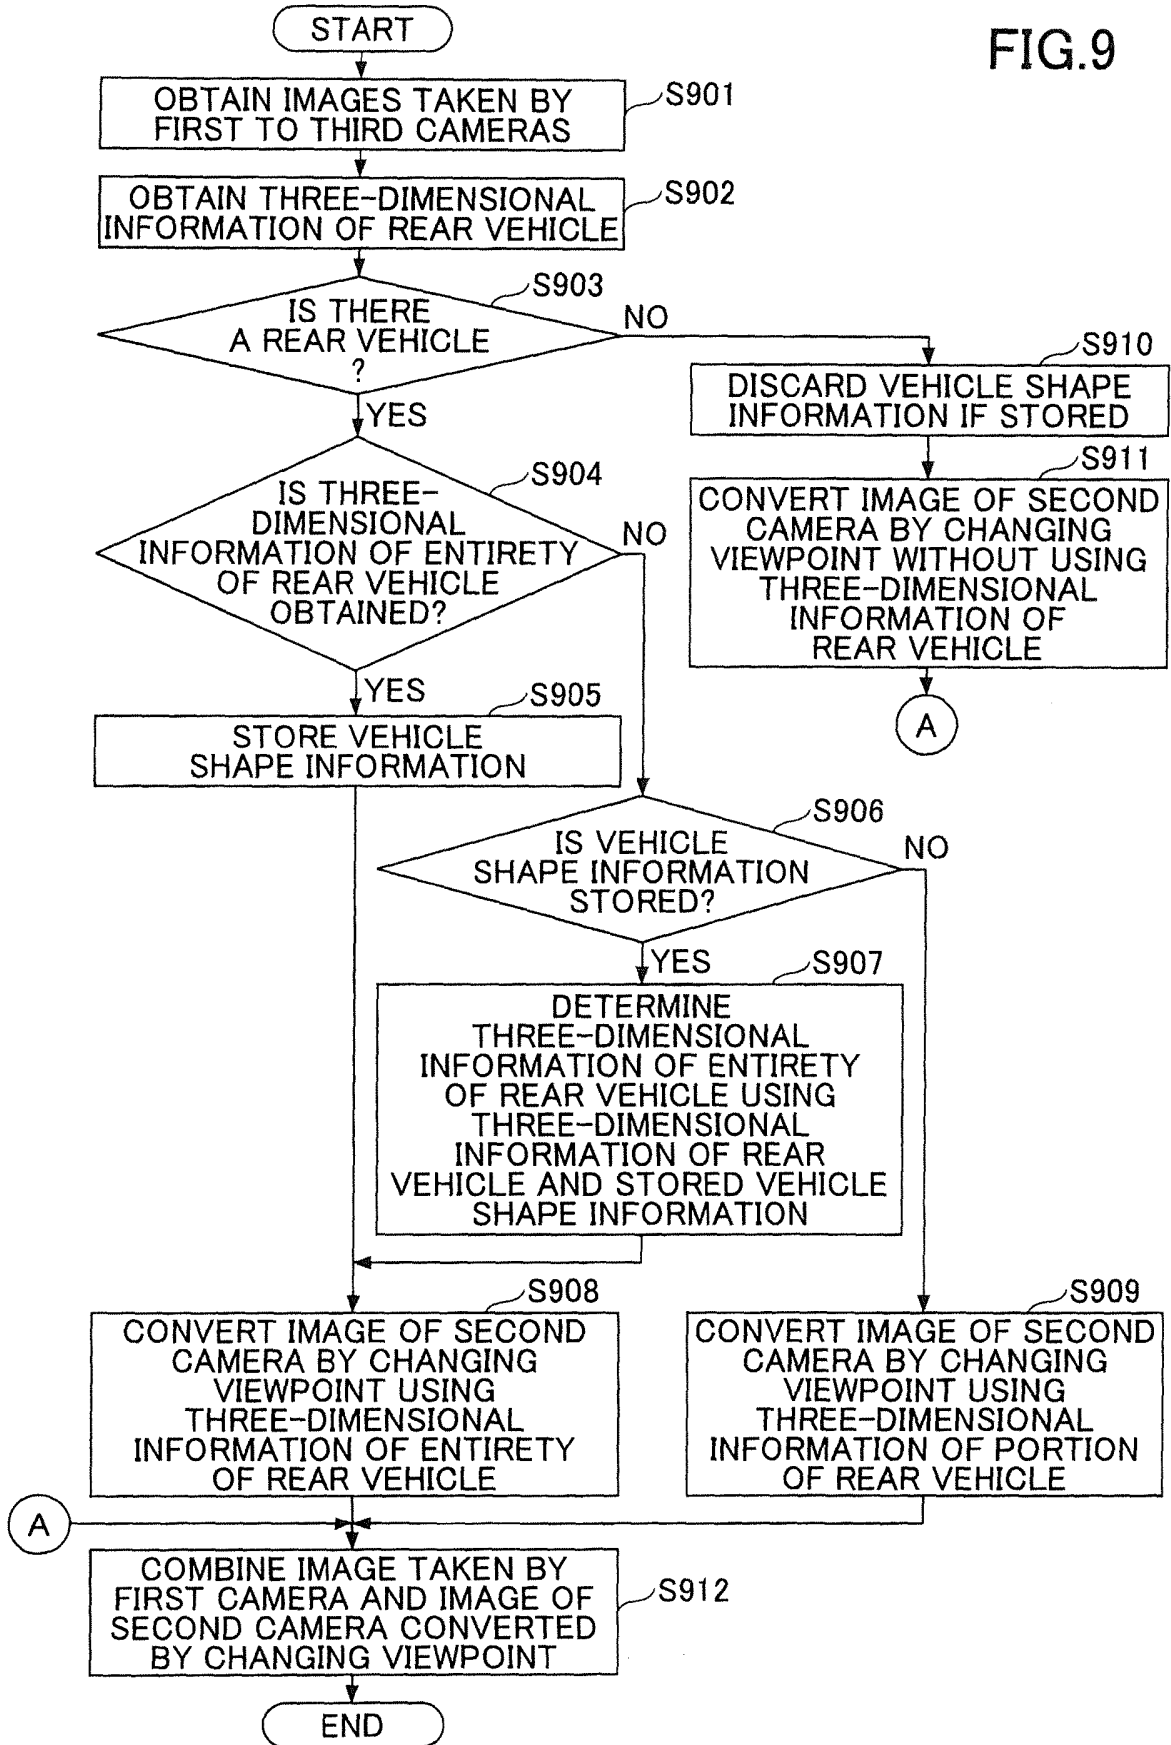 FIG.9
START
OBTAIN IMAGES TAKEN BY
FIRST TO THIRD CAMERAS
S901
OBTAIN THREE-DIMENSIONAL
INFORMATION OF REAR VEHICLE
S902
IS THERE
A REAR VEHICLE
?
S903
NO
YES
S910
DISCARD VEHICLE SHAPE
INFORMATION IF STORED
S911
CONVERT IMAGE OF SECOND
CAMERA BY CHANGING
VIEWPOINT WITHOUT USING
THREE-DIMENSIONAL
INFORMATION OF
REAR VEHICLE
A
S904
IS THREE-
DIMENSIONAL
INFORMATION OF ENTIRETY
OF REAR VEHICLE
OBTAINED?
NO
YES
S905
STORE VEHICLE
SHAPE INFORMATION
S906
IS VEHICLE
SHAPE INFORMATION
STORED?
NO
YES
S907
DETERMINE
THREE-DIMENSIONAL
INFORMATION OF ENTIRETY
OF REAR VEHICLE USING
THREE-DIMENSIONAL
INFORMATION OF REAR
VEHICLE AND STORED VEHICLE
SHAPE INFORMATION
S908
CONVERT IMAGE OF SECOND
CAMERA BY CHANGING
VIEWPOINT USING
THREE-DIMENSIONAL
INFORMATION OF ENTIRETY
OF REAR VEHICLE
S909
CONVERT IMAGE OF SECOND
CAMERA BY CHANGING
VIEWPOINT USING
THREE-DIMENSIONAL
INFORMATION OF PORTION
OF REAR VEHICLE
A
COMBINE IMAGE TAKEN BY
FIRST CAMERA AND IMAGE OF
SECOND CAMERA CONVERTED
BY CHANGING VIEWPOINT
S912
END